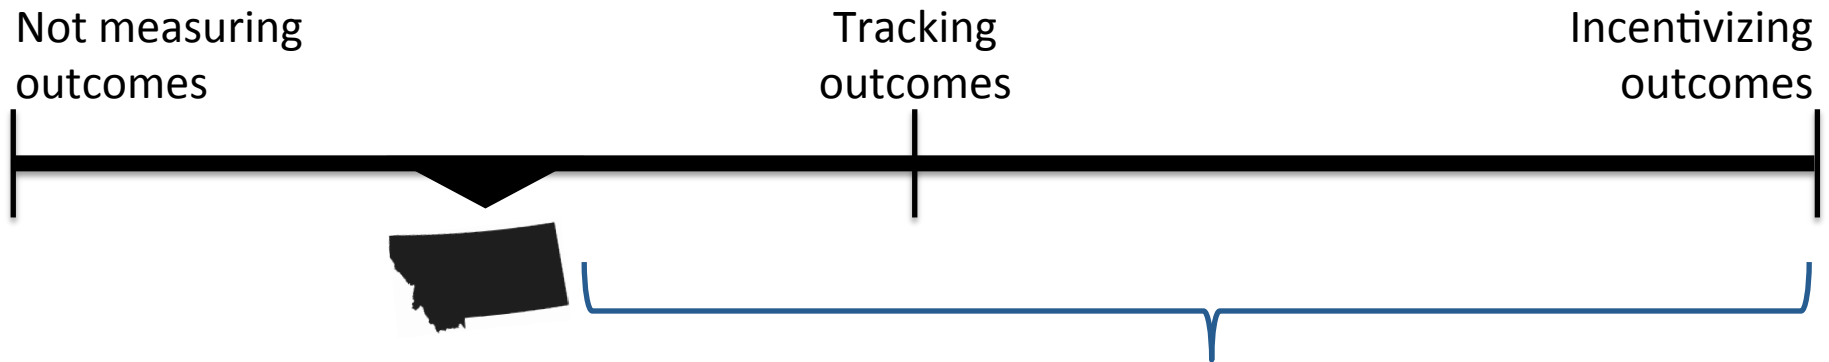 Not measuring
outcomes
Tracking
outcomes
Incentivizing
outcomes